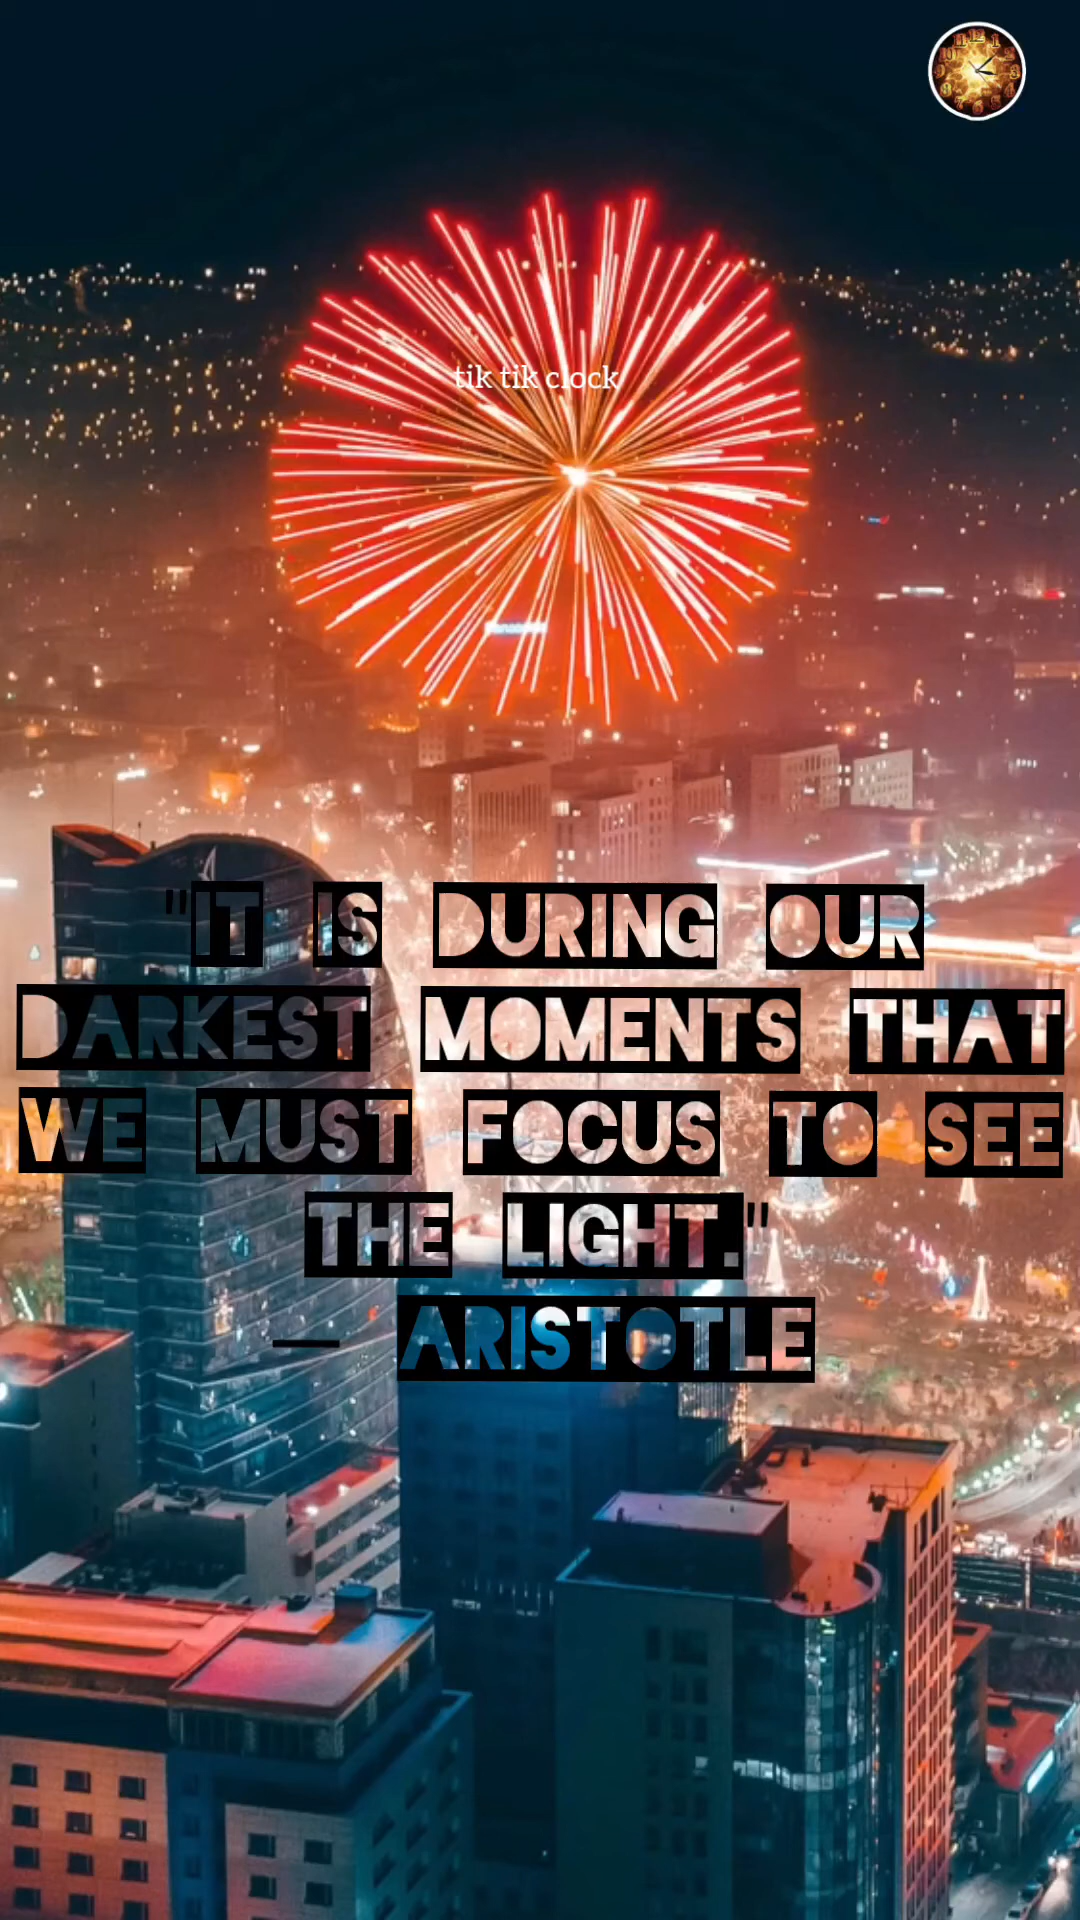 tik tik clock
"IT IS DURING OUR
DARKEST MOMENTS THAT
WE MUST FOCUS TO SEE
THE LIGHT."
— ARISTOTLE